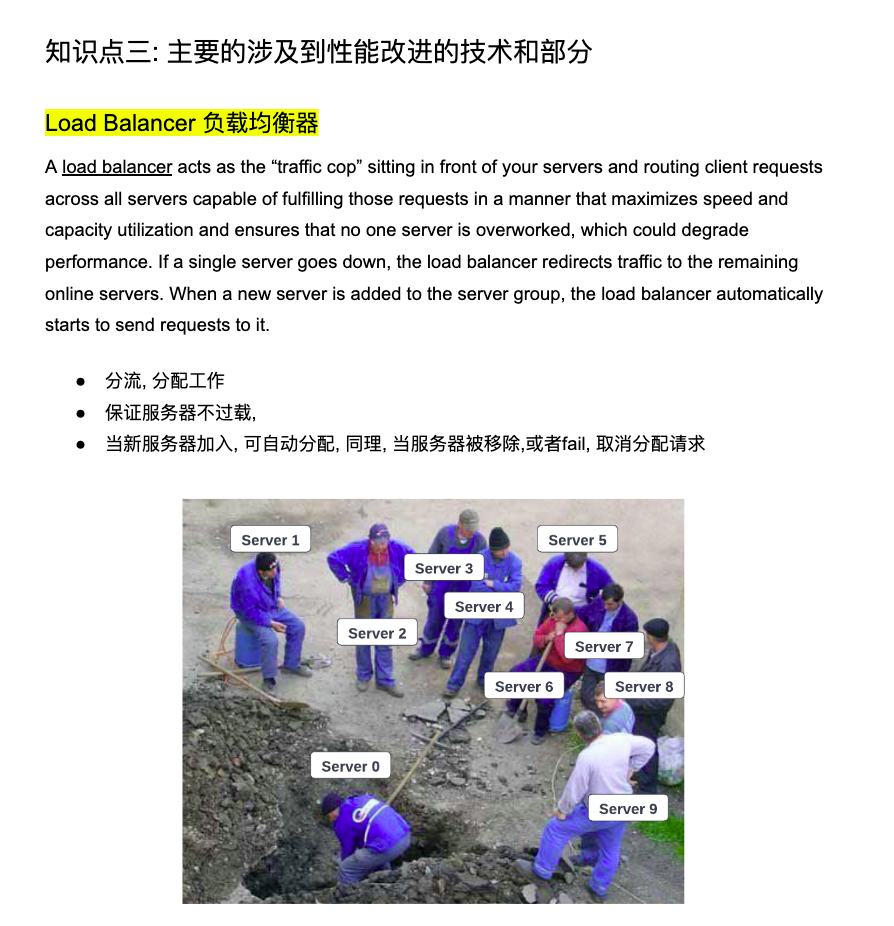 知识点三: 主要的涉及到性能改进的技术和部分
Load Balancer 负载均衡器
A load balancer acts as the “traffic cop” sitting in front of your servers and routing client requests
across all servers capable of fulfilling those requests in a manner that maximizes speed and
capacity utilization and ensures that no one server is overworked, which could degrade
performance. If a single server goes down, the load balancer redirects traffic to the remaining
online servers. When a new server is added to the server group, the load balancer automatically
starts to send requests to it.
● 分流, 分配工作
● 保证服务器不过载,
● 当新服务器加入, 可自动分配, 同理, 当服务器被移除,或者fail, 取消分配请求
Server 1
Server 5
Server 3
Server 4
Server 2
Server 7
Server 6
Server 8
Server 0
Server 9